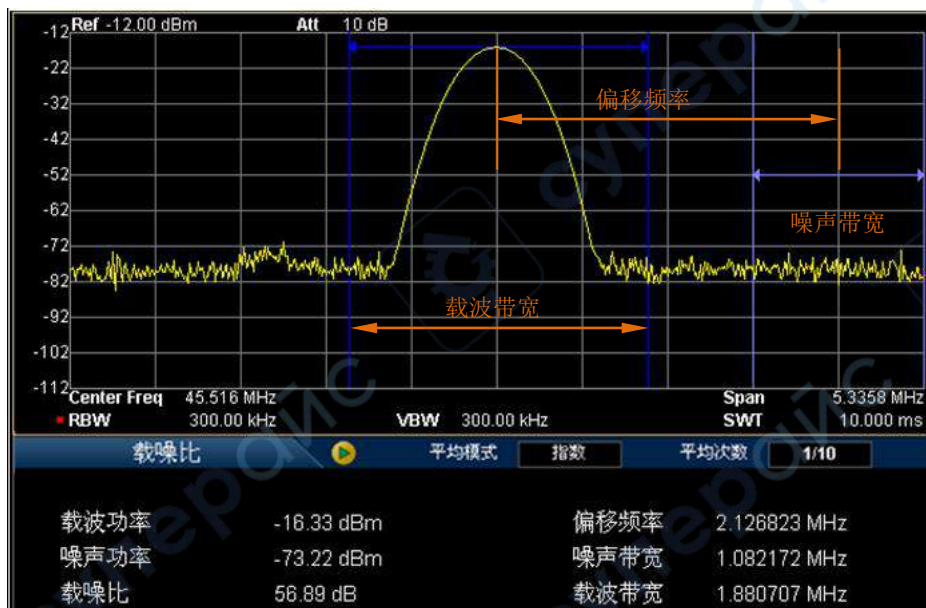 Ref -12.00 dBm Att 10 dB
-12
-22
-32
-42
-52
-62
-72
-82
-92
-102
-112
偏移频率
噪声带宽
载波带宽
Center Freq 45.516 MHz Span 5.3358 MHz
RBW 300.00 kHz VBW 300.00 kHz SWT 10.000 ms
载噪比 平均模式 指数 平均次数 1/10
载波功率 -16.33 dBm 偏移频率 2.126823 MHz
噪声功率 -73.22 dBm 噪声带宽 1.082172 MHz
载噪比 56.89 dB 载波带宽 1.880707 MHz
суперайс